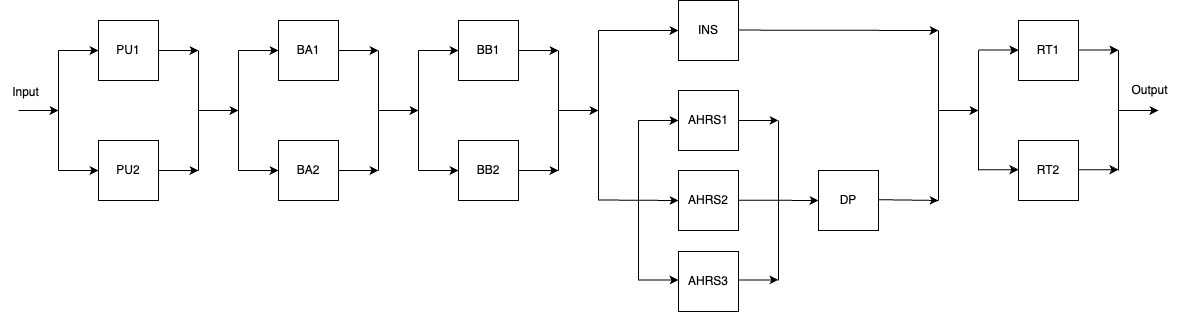 Input
PU1
PU2
BA1
BA2
BB1
BB2
INS
AHRS1
AHRS2
AHRS3
DP
RT1
RT2
Output